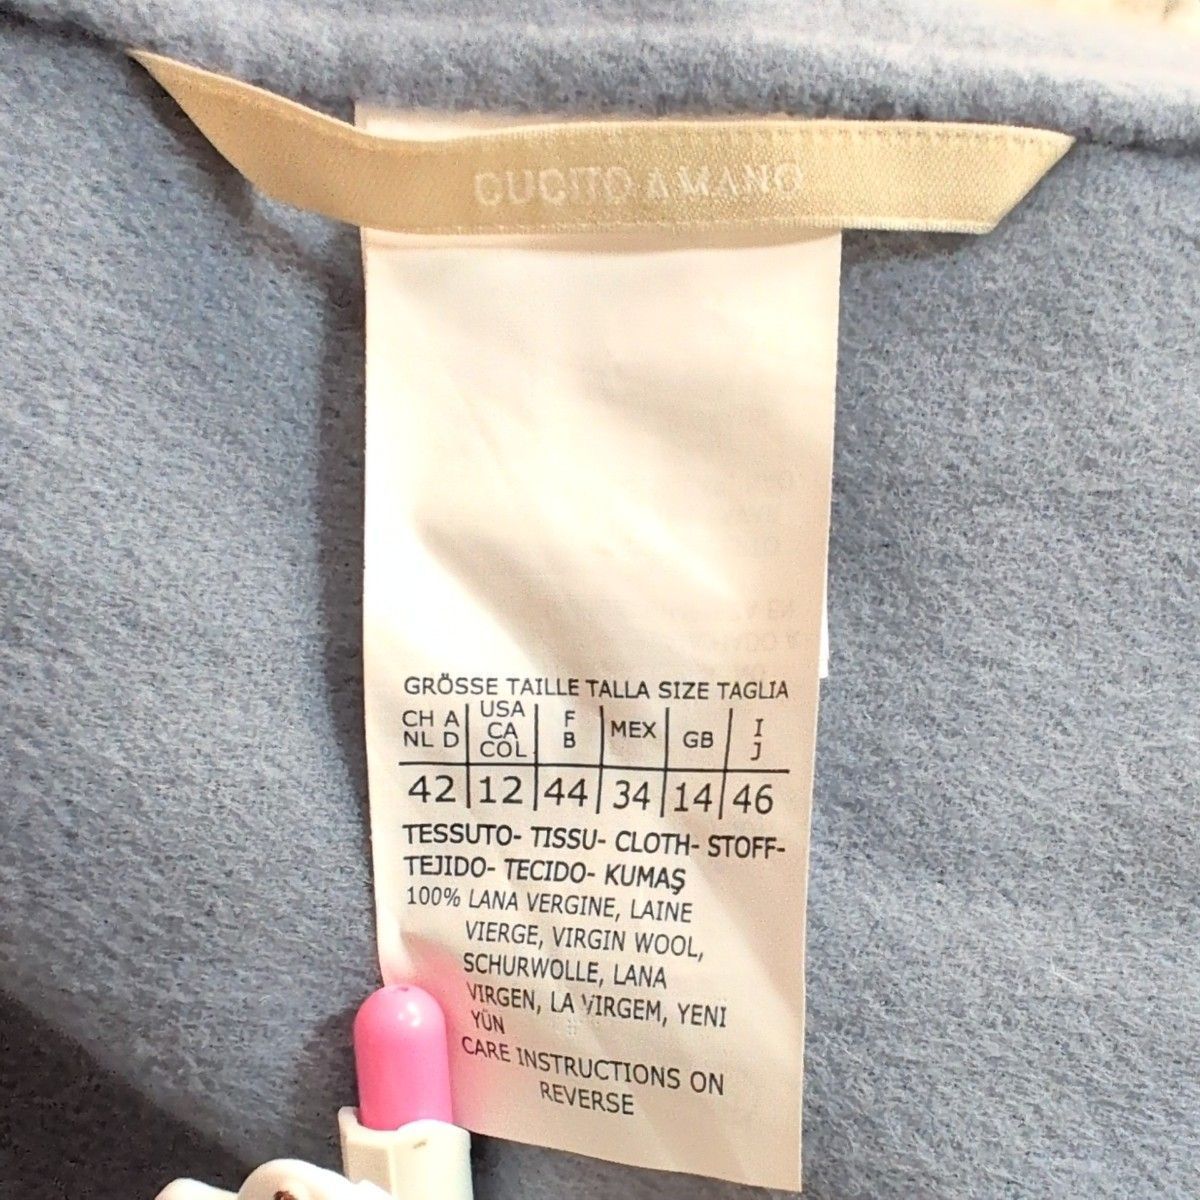 CUCITO A MANO
GRÖSSE TAILLE TALLA SIZE TAGLIA
CH A NL D | USA CA COL | F B | MEX | GB | I J
42 | 12 | 44 | 34 | 14 | 46
TESSUTO- TISSU- CLOTH- STOFF-
TEJIDO- TECIDO- KUMAŞ
100% LANA VERGINE, LAINE
VIERGE, VIRGIN WOOL,
SCHURWOLLE, LANA
VIRGEN, LA VIRGEM, YENI
YÜN
CARE INSTRUCTIONS ON
REVERSE